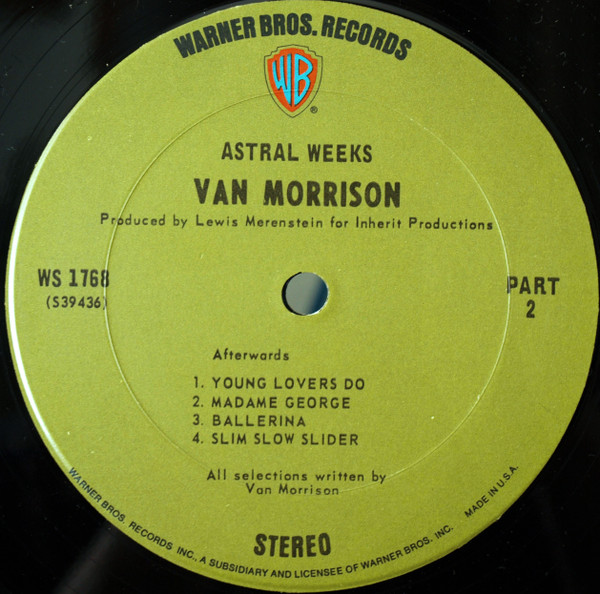 WARNER BROS. RECORDS
WB
®
ASTRAL WEEKS
VAN MORRISON
Produced by Lewis Merenstein for Inherit Productions
WS 1768
(S39436)
PART
2
Afterwards
1. YOUNG LOVERS DO
2. MADAME GEORGE
3. BALLERINA
4. SLIM SLOW SLIDER
All selections written by
Van Morrison
STEREO
WARNER BROS. RECORDS INC., A SUBSIDIARY AND LICENSEE OF WARNER BROS. INC. MADE IN U.S.A.